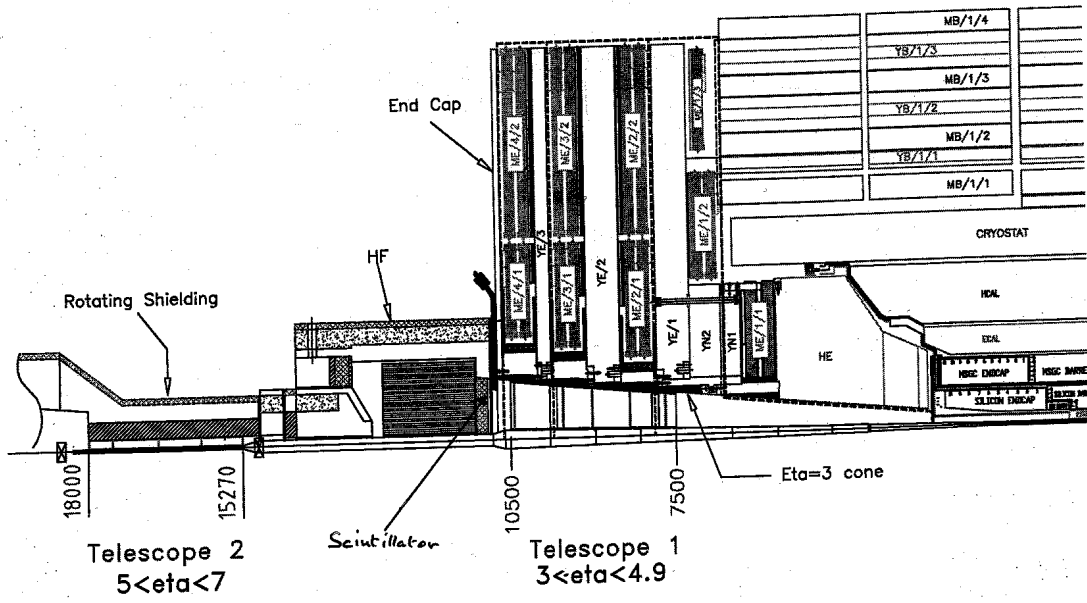 MB/1/4
YB/1/3
MB/1/3
YB/1/2
MB/1/2
YB/1/1
MB/1/1
CRYOSTAT
HCAL
ECAL
MSGC ENDCAP
SILICON ENDCAP
End Cap
ME/4/2
ME/3/2
ME/2/2
ME/1/3
ME/1/2
YE/3
YE/2
ME/4/1
ME/3/1
ME/2/1
YE/1
YN2
YN1
ME/1/1
HE
HF
Rotating Shielding
Eta=3 cone
18000
15270
10500
7500
Scintillator
Telescope 2
5<eta<7
Telescope 1
3<eta<4.9